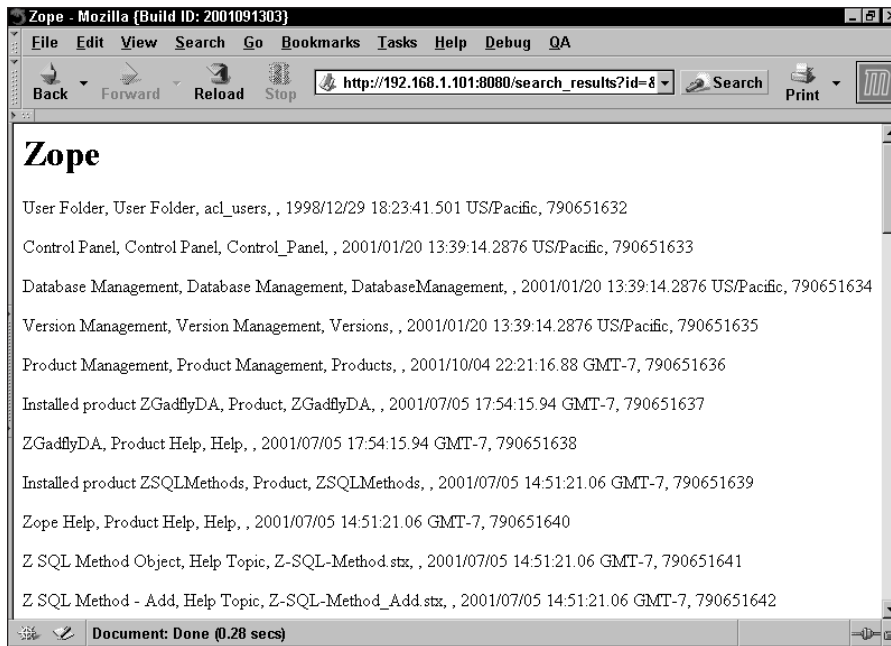 Zope - Mozilla {Build ID: 2001091303}
File Edit View Search Go Bookmarks Tasks Help Debug QA
Back Forward Reload Stop http://192.168.1.101:8080/search_results?id=& Search Print
Zope
User Folder, User Folder, acl_users, , 1998/12/29 18:23:41.501 US/Pacific, 790651632
Control Panel, Control Panel, Control_Panel, , 2001/01/20 13:39:14.2876 US/Pacific, 790651633
Database Management, Database Management, DatabaseManagement, , 2001/01/20 13:39:14.2876 US/Pacific, 790651634
Version Management, Version Management, Versions, , 2001/01/20 13:39:14.2876 US/Pacific, 790651635
Product Management, Product Management, Products, , 2001/10/04 22:21:16.88 GMT-7, 790651636
Installed product ZGadflyDA, Product, ZGadflyDA, , 2001/07/05 17:54:15.94 GMT-7, 790651637
ZGadflyDA, Product Help, Help, , 2001/07/05 17:54:15.94 GMT-7, 790651638
Installed product ZSQLMethods, Product, ZSQLMethods, , 2001/07/05 14:51:21.06 GMT-7, 790651639
Zope Help, Product Help, Help, , 2001/07/05 14:51:21.06 GMT-7, 790651640
Z SQL Method Object, Help Topic, Z-SQL-Method.stx, , 2001/07/05 14:51:21.06 GMT-7, 790651641
Z SQL Method - Add, Help Topic, Z-SQL-Method_Add.stx, , 2001/07/05 14:51:21.06 GMT-7, 790651642
Document: Done (0.28 secs)